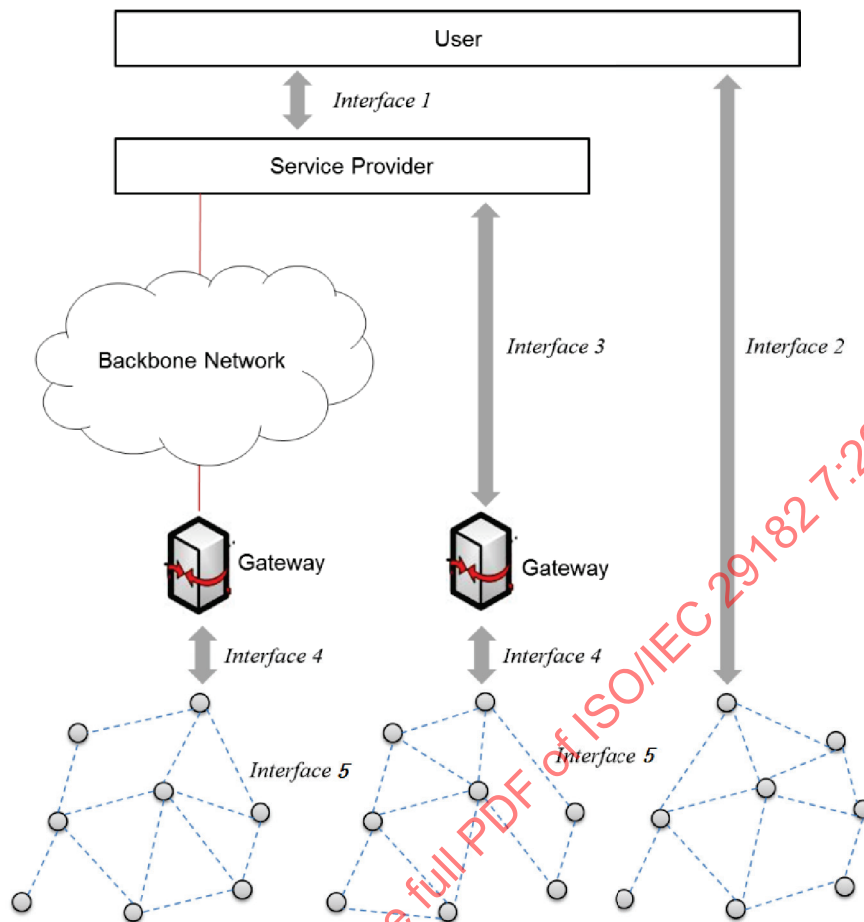 User
Interface 1
Service Provider
Interface 3
Interface 2
Backbone Network
Gateway
Gateway
Interface 4
Interface 4
Interface 5
Interface 5
e full PDF of ISO/IEC 29182 7:2